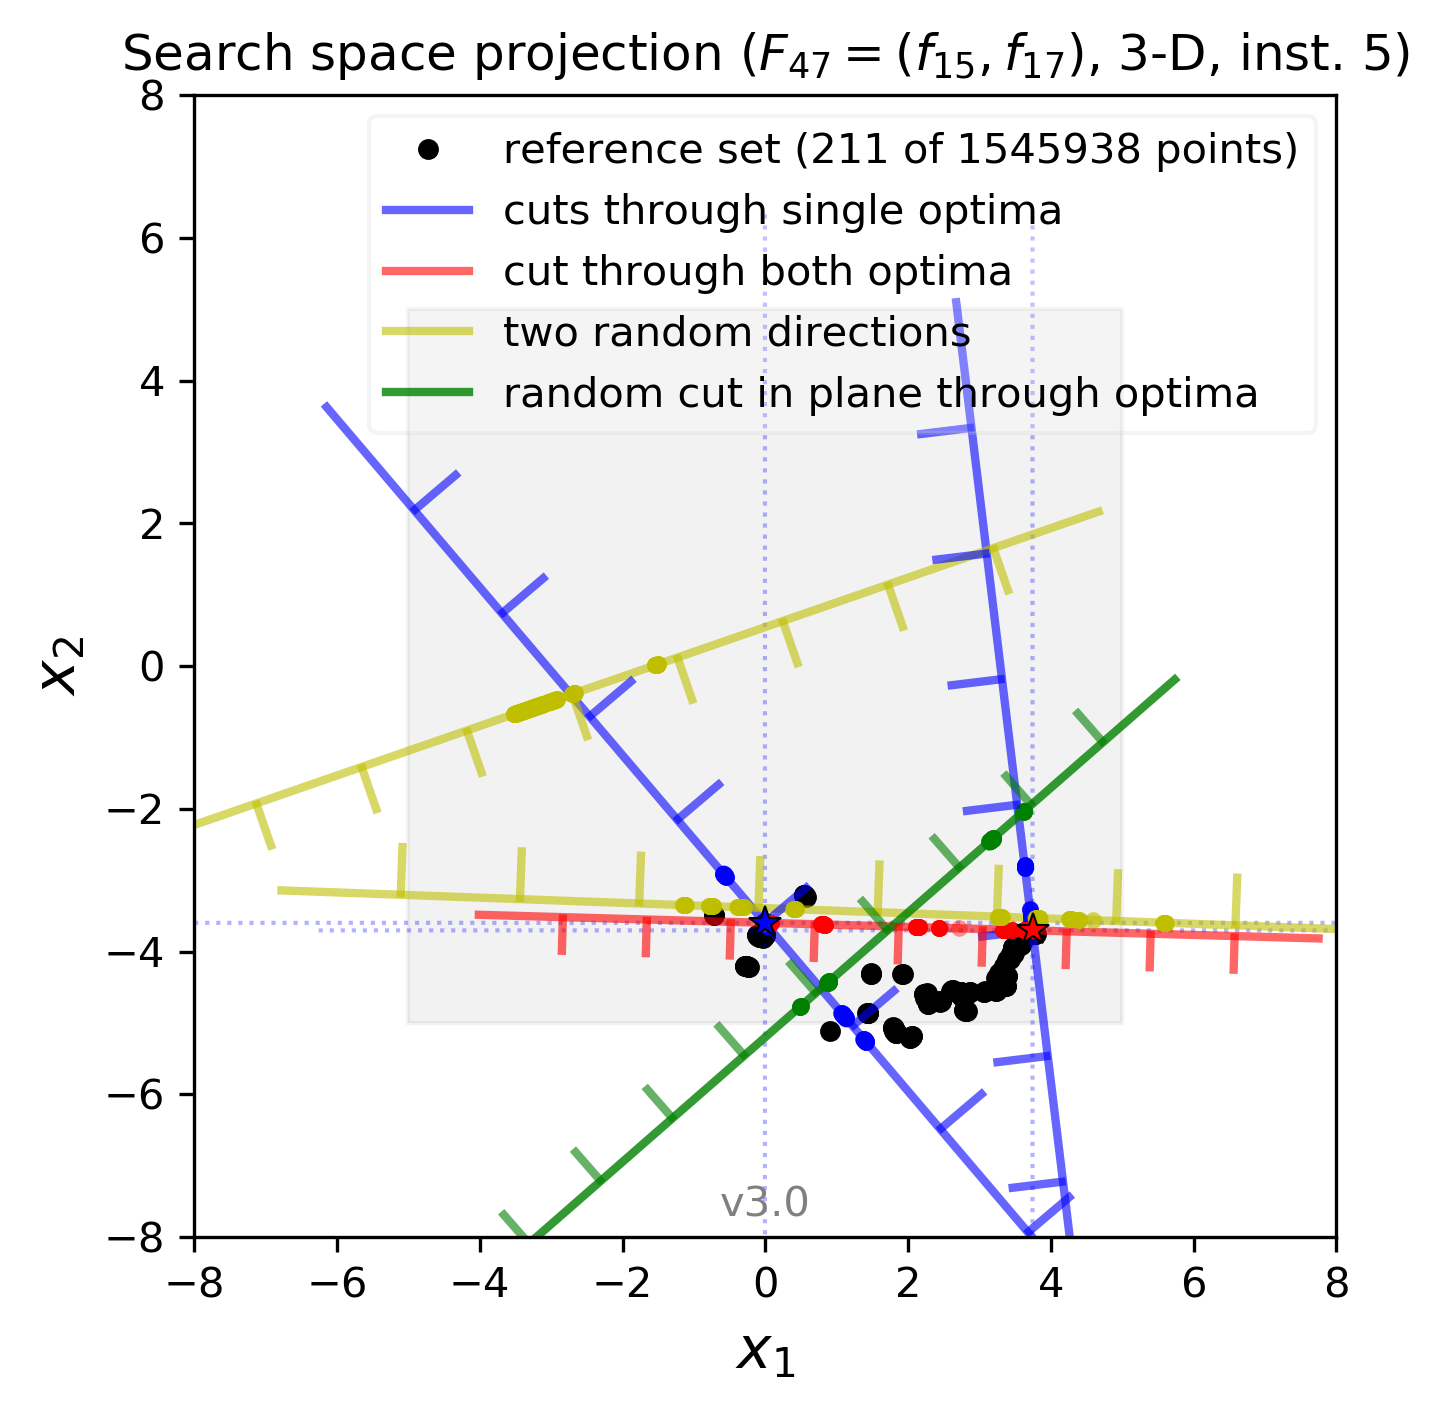 Search space projection (F47 = (f15, f17), 3-D, inst. 5)
reference set (211 of 1545938 points)
cuts through single optima
cut through both optima
two random directions
random cut in plane through optima
8
6
4
2
0
−2
−4
−6
−8
x2
v3.0
−8 −6 −4 −2 0 2 4 6 8
x1